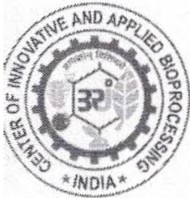 CENTER OF INNOVATIVE AND APPLIED BIOPROCESSING
★ INDIA ★